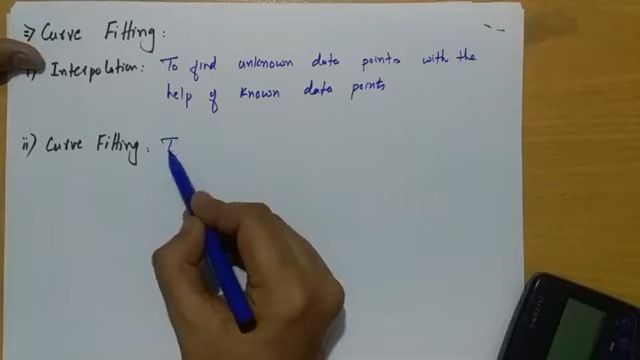 ⇒ Curve Fitting :
i) Interpolation : To find unknown data points with the
help of known data points
ii) Curve Fitting : T